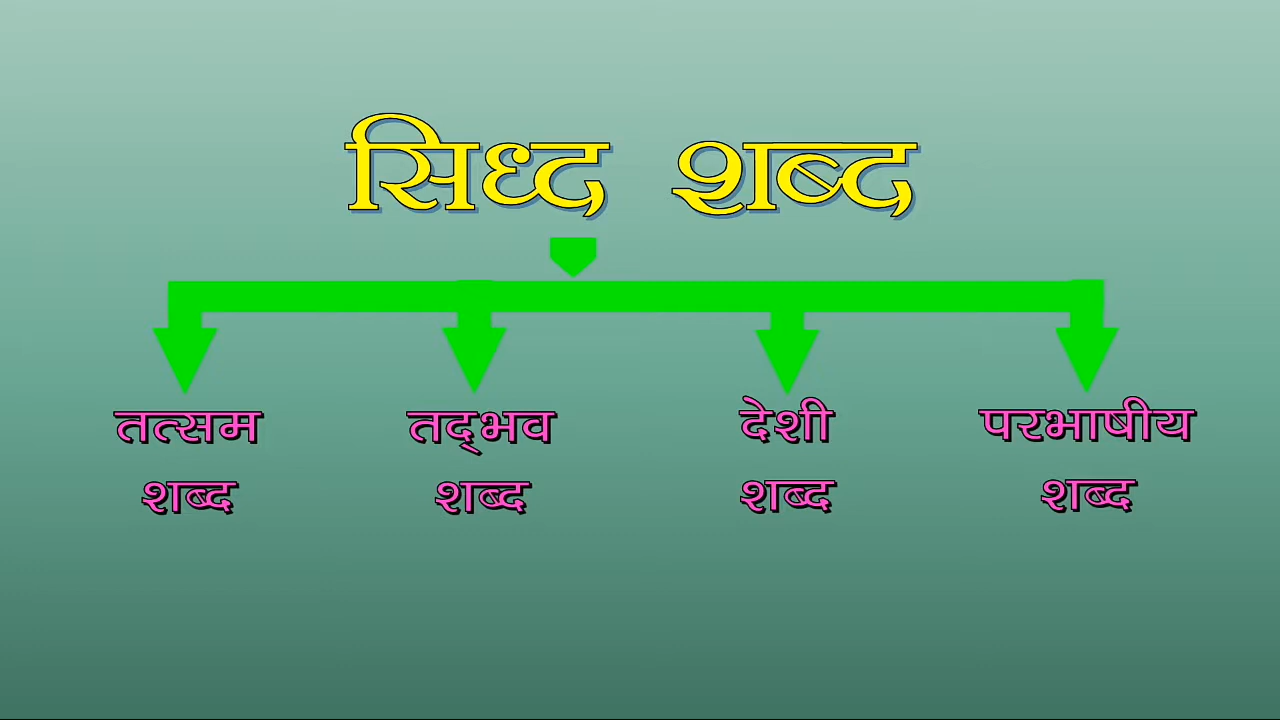 सिध्द शब्द
तत्सम शब्द
तद्‌भव शब्द
देशी शब्द
परभाषीय शब्द